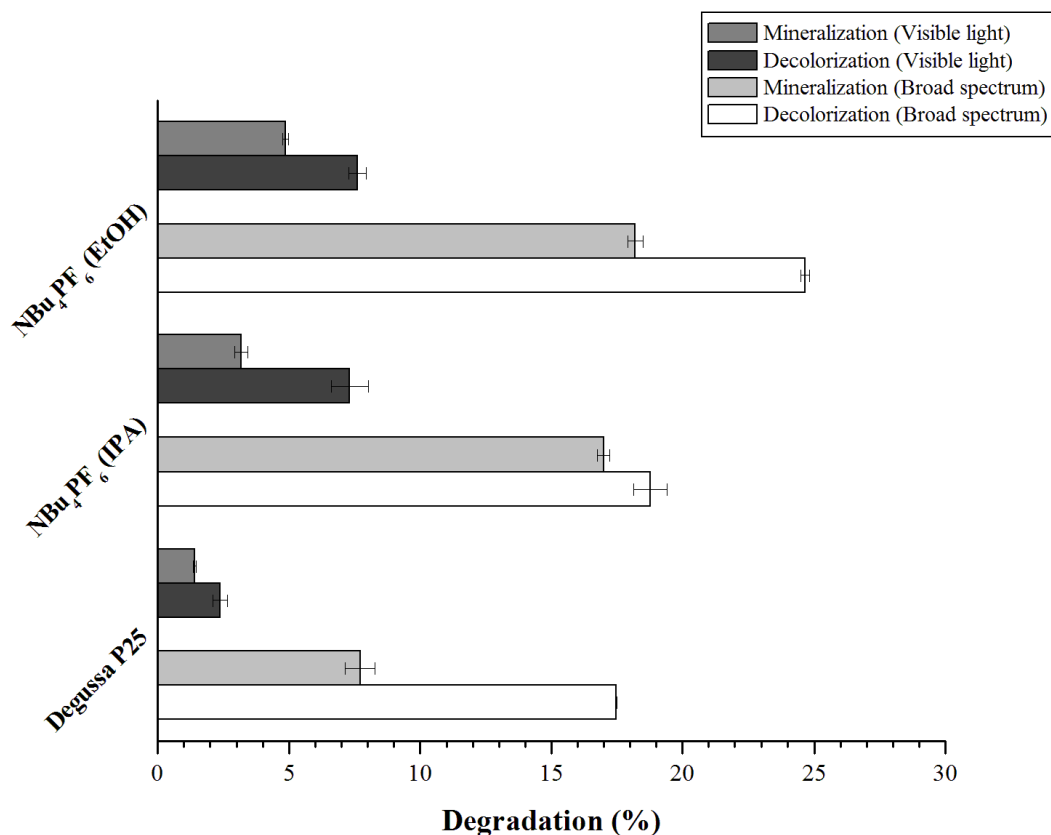 Mineralization (Visible light)
Decolorization (Visible light)
Mineralization (Broad spectrum)
Decolorization (Broad spectrum)
NBu₄PF₆ (EtOH)
NBu₄PF₆ (IPA)
Degussa P25
0 5 10 15 20 25 30
Degradation (%)